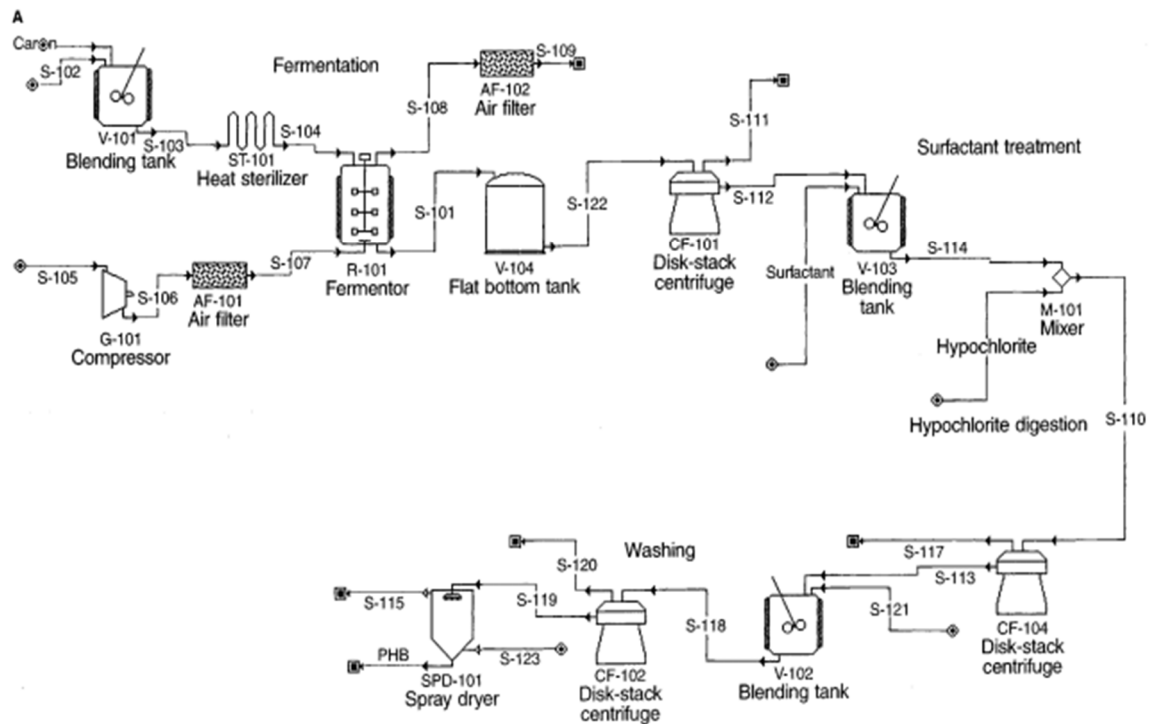 A
Caron
S-102
V-101
Blending tank
S-103
Fermentation
S-104
ST-101
Heat sterilizer
S-108
AF-102
Air filter
S-109
S-105
G-101
Compressor
S-106
AF-101
Air filter
S-107
R-101
Fermentor
S-101
V-104
Flat bottom tank
S-122
S-111
CF-101
Disk-stack
centrifuge
S-112
Surfactant treatment
Surfactant
V-103
Blending
tank
S-114
M-101
Mixer
Hypochlorite
Hypochlorite digestion
S-110
S-117
S-113
CF-104
Disk-stack
centrifuge
S-121
V-102
Blending tank
S-118
Washing
S-120
CF-102
Disk-stack
centrifuge
S-119
S-115
S-123
PHB
SPD-101
Spray dryer